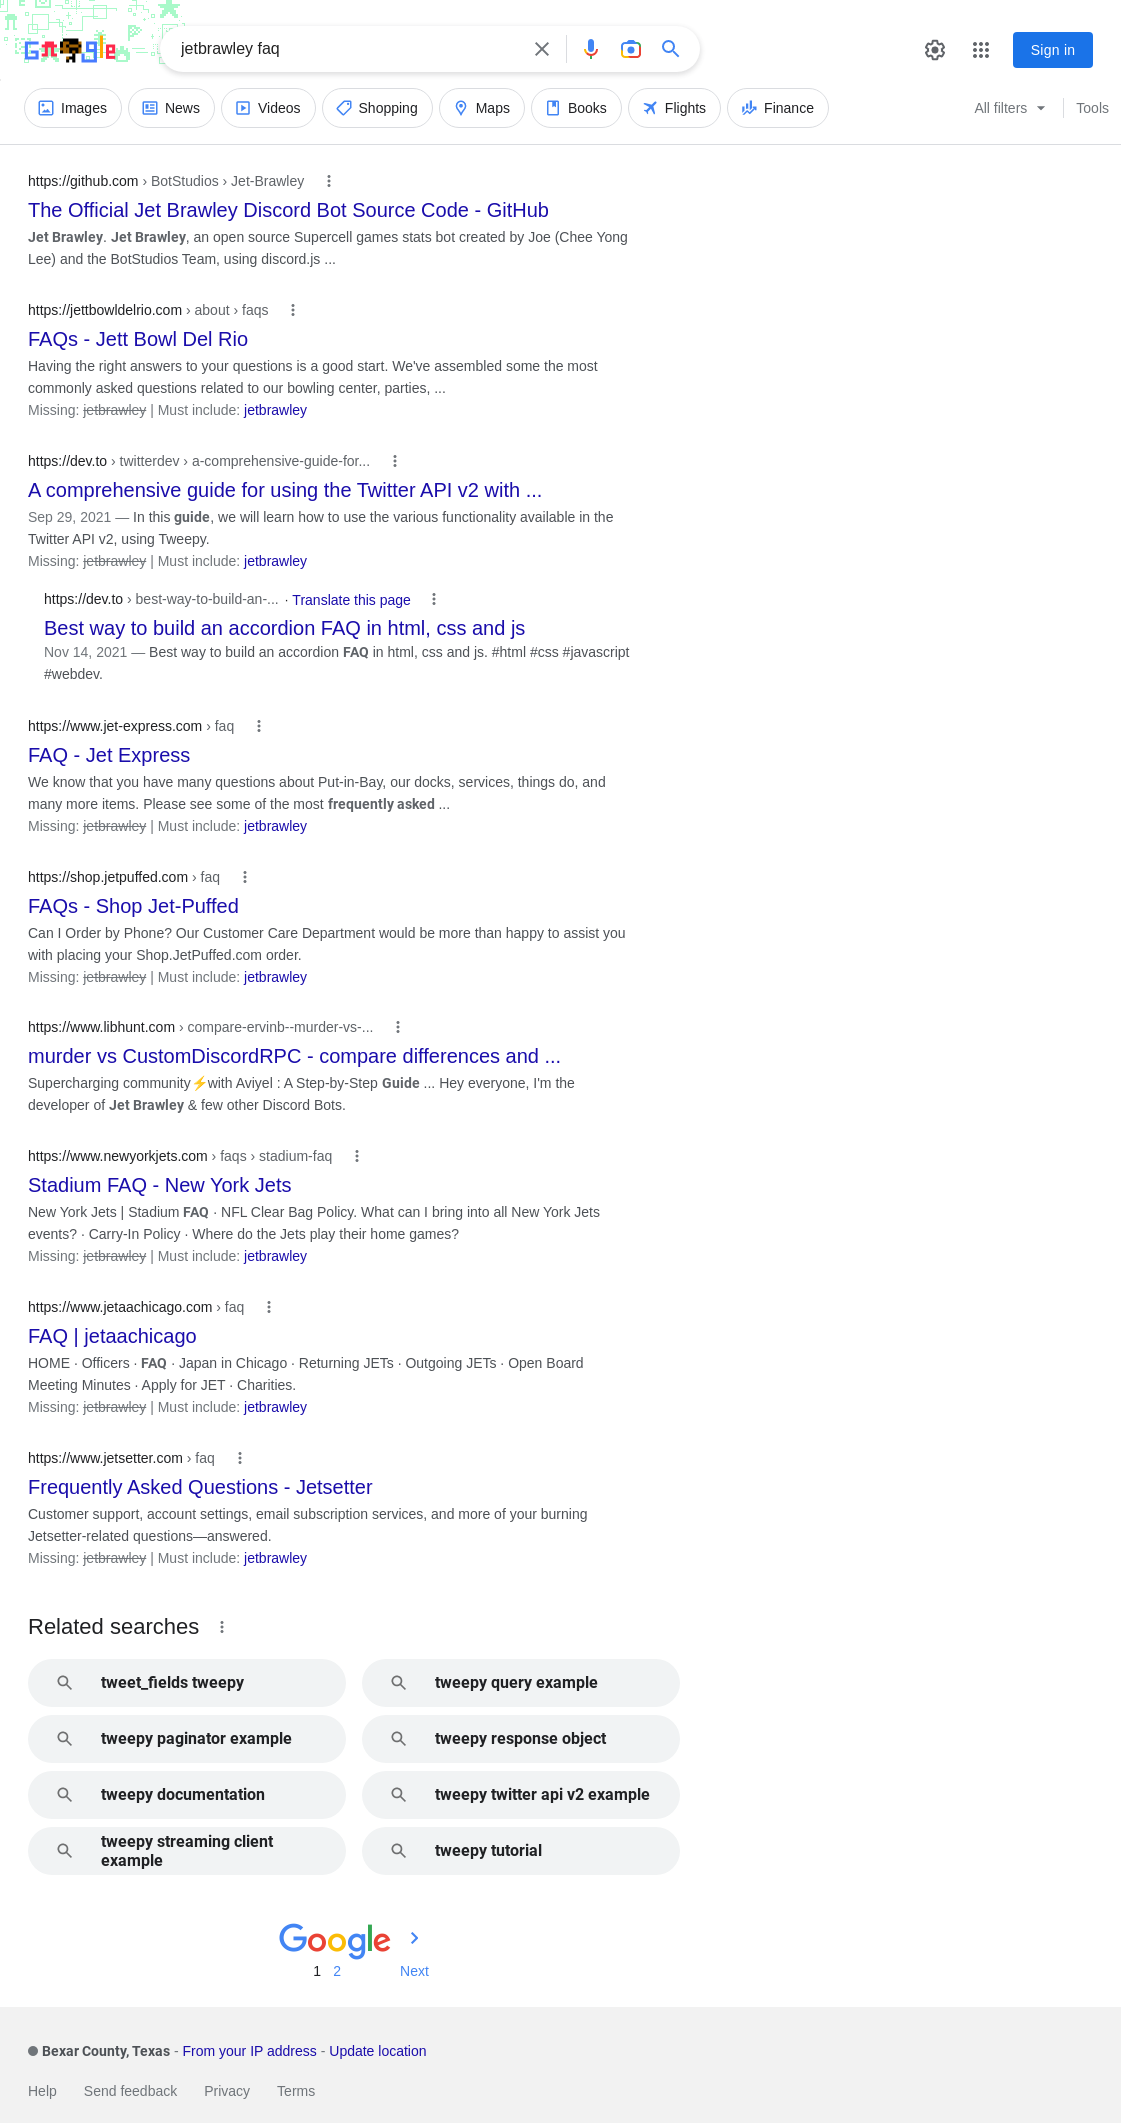 Google
jetbrawley faq
Sign in
Images News Videos Shopping Maps Books Flights Finance All filters Tools
https://github.com › BotStudios › Jet-Brawley
The Official Jet Brawley Discord Bot Source Code - GitHub
Jet Brawley. Jet Brawley, an open source Supercell games stats bot created by Joe (Chee Yong
Lee) and the BotStudios Team, using discord.js ...
https://jettbowldelrio.com › about › faqs
FAQs - Jett Bowl Del Rio
Having the right answers to your questions is a good start. We've assembled some the most
commonly asked questions related to our bowling center, parties, ...
Missing: jetbrawley | Must include: jetbrawley
https://dev.to › twitterdev › a-comprehensive-guide-for...
A comprehensive guide for using the Twitter API v2 with ...
Sep 29, 2021 — In this guide, we will learn how to use the various functionality available in the
Twitter API v2, using Tweepy.
Missing: jetbrawley | Must include: jetbrawley
https://dev.to › best-way-to-build-an-... · Translate this page
Best way to build an accordion FAQ in html, css and js
Nov 14, 2021 — Best way to build an accordion FAQ in html, css and js. #html #css #javascript
#webdev.
https://www.jet-express.com › faq
FAQ - Jet Express
We know that you have many questions about Put-in-Bay, our docks, services, things do, and
many more items. Please see some of the most frequently asked ...
Missing: jetbrawley | Must include: jetbrawley
https://shop.jetpuffed.com › faq
FAQs - Shop Jet-Puffed
Can I Order by Phone? Our Customer Care Department would be more than happy to assist you
with placing your Shop.JetPuffed.com order.
Missing: jetbrawley | Must include: jetbrawley
https://www.libhunt.com › compare-ervinb--murder-vs-...
murder vs CustomDiscordRPC - compare differences and ...
Supercharging community⚡with Aviyel : A Step-by-Step Guide ... Hey everyone, I'm the
developer of Jet Brawley & few other Discord Bots.
https://www.newyorkjets.com › faqs › stadium-faq
Stadium FAQ - New York Jets
New York Jets | Stadium FAQ · NFL Clear Bag Policy. What can I bring into all New York Jets
events? · Carry-In Policy · Where do the Jets play their home games?
Missing: jetbrawley | Must include: jetbrawley
https://www.jetaachicago.com › faq
FAQ | jetaachicago
HOME · Officers · FAQ · Japan in Chicago · Returning JETs · Outgoing JETs · Open Board
Meeting Minutes · Apply for JET · Charities.
Missing: jetbrawley | Must include: jetbrawley
https://www.jetsetter.com › faq
Frequently Asked Questions - Jetsetter
Customer support, account settings, email subscription services, and more of your burning
Jetsetter-related questions—answered.
Missing: jetbrawley | Must include: jetbrawley
Related searches
tweet_fields tweepy
tweepy query example
tweepy paginator example
tweepy response object
tweepy documentation
tweepy twitter api v2 example
tweepy streaming client
example
tweepy tutorial
Google
1 2 Next
Bexar County, Texas - From your IP address - Update location
Help Send feedback Privacy Terms